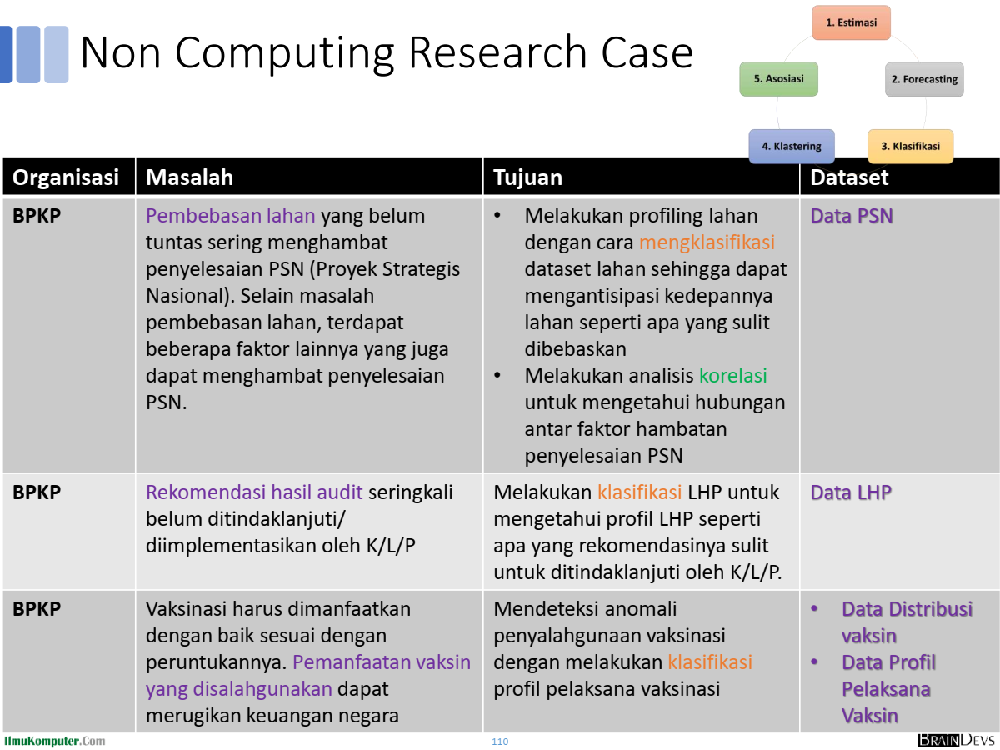 Non Computing Research Case
1. Estimasi
2. Forecasting
3. Klasifikasi
4. Klastering
5. Asosiasi
Organisasi
Masalah
Tujuan
Dataset
BPKP
Pembebasan lahan yang belum
tuntas sering menghambat
penyelesaian PSN (Proyek Strategis
Nasional). Selain masalah
pembebasan lahan, terdapat
beberapa faktor lainnya yang juga
dapat menghambat penyelesaian
PSN.
• Melakukan profiling lahan
dengan cara mengklasifikasi
dataset lahan sehingga dapat
mengantisipasi kedepannya
lahan seperti apa yang sulit
dibebaskan
• Melakukan analisis korelasi
untuk mengetahui hubungan
antar faktor hambatan
penyelesaian PSN
Data PSN
BPKP
Rekomendasi hasil audit seringkali
belum ditindaklanjuti/
diimplementasikan oleh K/L/P
Melakukan klasifikasi LHP untuk
mengetahui profil LHP seperti
apa yang rekomendasinya sulit
untuk ditindaklanjuti oleh K/L/P.
Data LHP
BPKP
Vaksinasi harus dimanfaatkan
dengan baik sesuai dengan
peruntukannya. Pemanfaatan vaksin
yang disalahgunakan dapat
merugikan keuangan negara
Mendeteksi anomali
penyalahgunaan vaksinasi
dengan melakukan klasifikasi
profil pelaksana vaksinasi
• Data Distribusi
vaksin
• Data Profil
Pelaksana
Vaksin
IlmuKomputer.Com
110
BRAINDEVS